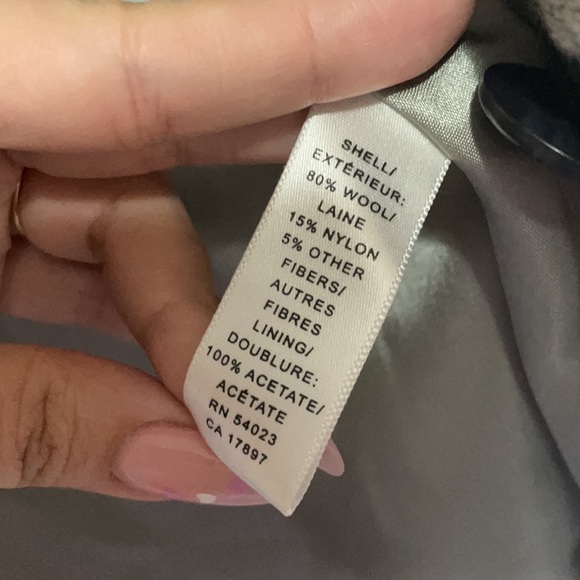 SHELL/
EXTÉRIEUR:
80% WOOL/
LAINE
15% NYLON
5% OTHER
FIBERS/
AUTRES
FIBRES
LINING/
DOUBLURE:
100% ACETATE/
ACÉTATE
RN 54023
CA 17897